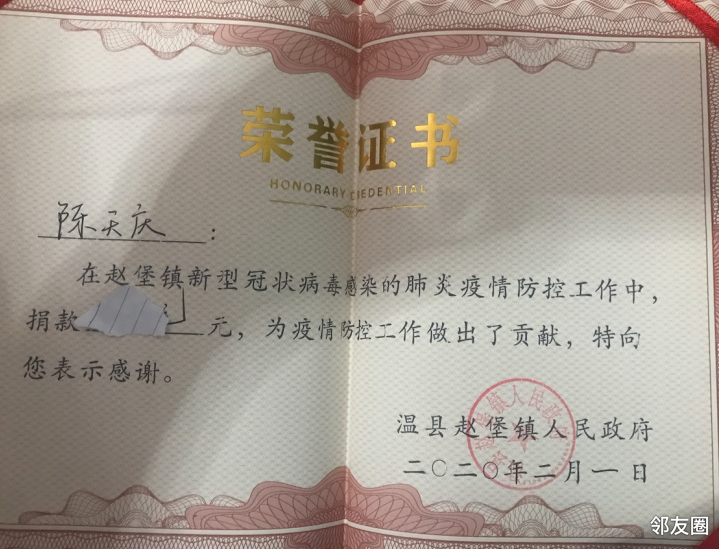 荣誉证书
HONORARY CREDENTIAL
陈天庆：
在赵堡镇新型冠状病毒感染的肺炎疫情防控工作中，
捐款 元，为疫情防控工作做出了贡献，特向
您表示感谢。
温县赵堡镇人民政府
二〇二〇年二月一日
邻友圈